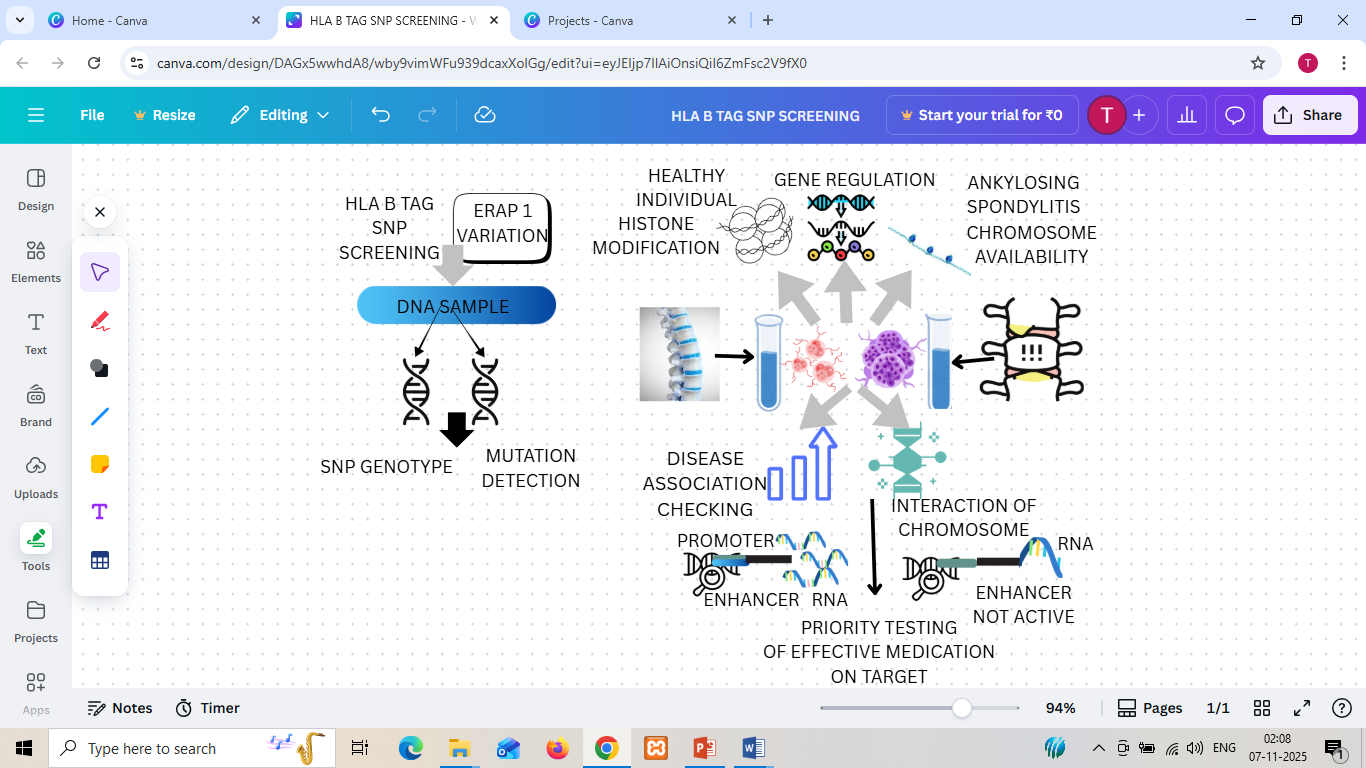 Home - Canva
HLA B TAG SNP SCREENING - W
Projects - Canva
canva.com/design/DAGx5wwhdA8/wby9vimWFu939dcaxXolGg/edit?ui=eyJEIjp7IlAiOnsiQiI6ZmFsc2V9fX0
T
File
Resize
Editing
HLA B TAG SNP SCREENING
Start your trial for ₹0
T
Share
Design
Elements
Text
Brand
Uploads
Tools
Projects
Apps
HLA B TAG
SNP
SCREENING
ERAP 1
VARIATION
DNA SAMPLE
SNP GENOTYPE
MUTATION
DETECTION
HEALTHY
INDIVIDUAL
HISTONE
MODIFICATION
GENE REGULATION
ANKYLOSING
SPONDYLITIS
CHROMOSOME
AVAILABILITY
!!!
DISEASE
ASSOCIATION
CHECKING
INTERACTION OF
CHROMOSOME
PROMOTER
ENHANCER RNA
RNA
ENHANCER
NOT ACTIVE
PRIORITY TESTING
OF EFFECTIVE MEDICATION
ON TARGET
Notes
Timer
94%
Pages
1/1
Type here to search
ENG
02:08
07-11-2025
1